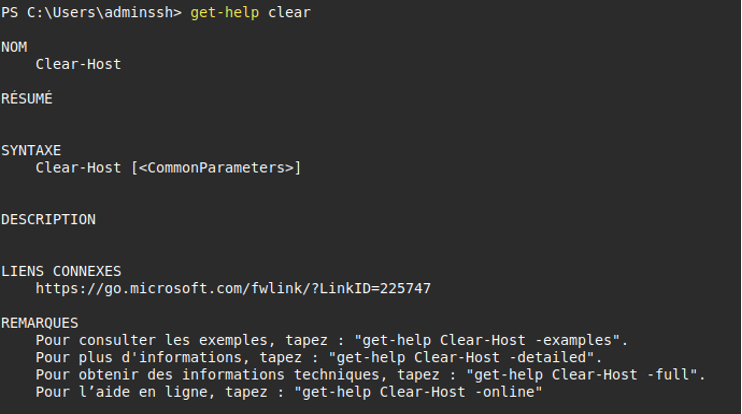 PS C:\Users\adminssh> get-help clear
NOM
Clear-Host
RÉSUMÉ
SYNTAXE
Clear-Host [<CommonParameters>]
DESCRIPTION
LIENS CONNEXES
https://go.microsoft.com/fwlink/?LinkID=225747
REMARQUES
Pour consulter les exemples, tapez : "get-help Clear-Host -examples".
Pour plus d'informations, tapez : "get-help Clear-Host -detailed".
Pour obtenir des informations techniques, tapez : "get-help Clear-Host -full".
Pour l’aide en ligne, tapez : "get-help Clear-Host -online"